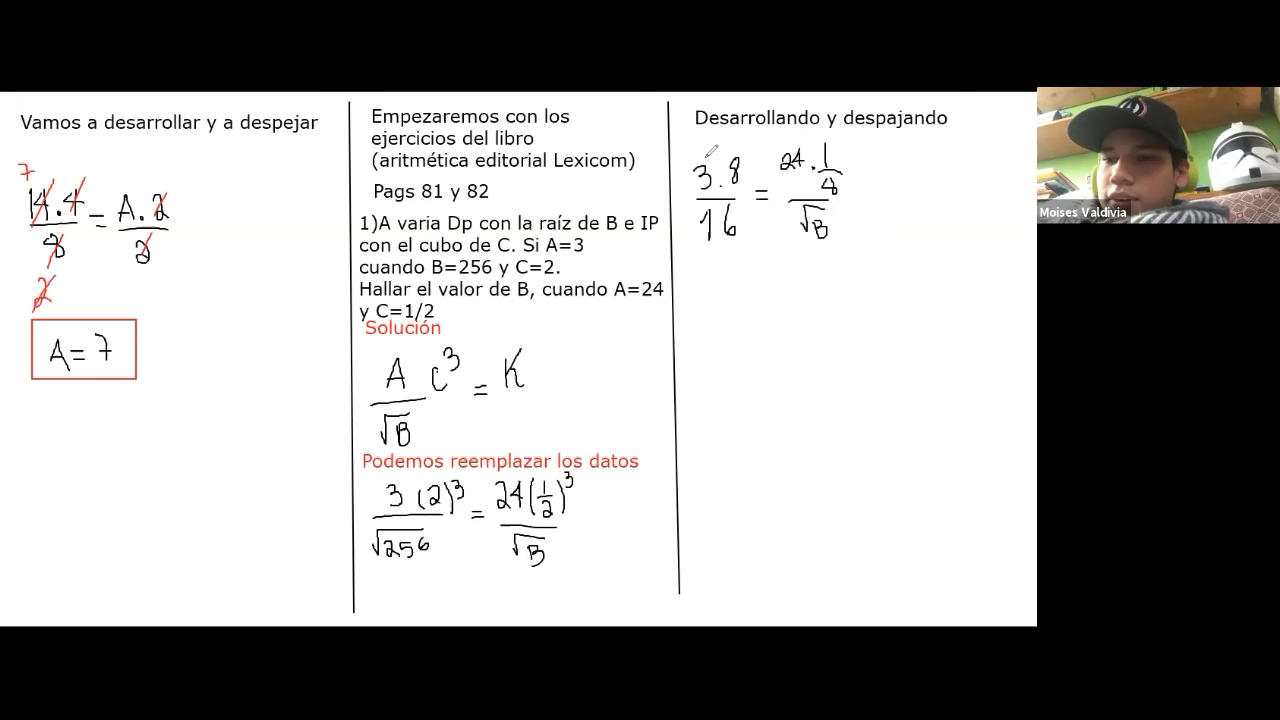 Vamos a desarrollar y a despejar
7
14.4/8 = A.2/2
2
A = 7
Empezaremos con los
ejercicios del libro
(aritmética editorial Lexicom)
Pags 81 y 82
1)A varia Dp con la raíz de B e IP
con el cubo de C. Si A=3
cuando B=256 y C=2.
Hallar el valor de B, cuando A=24
y C=1/2
Solución
A/√B C³ = K
Podemos reemplazar los datos
3 (2)³/√256 = 24(1/2)³/√B
Desarrollando y despajando
3.8/16 = 24.1/8/√B
Moises Valdivia